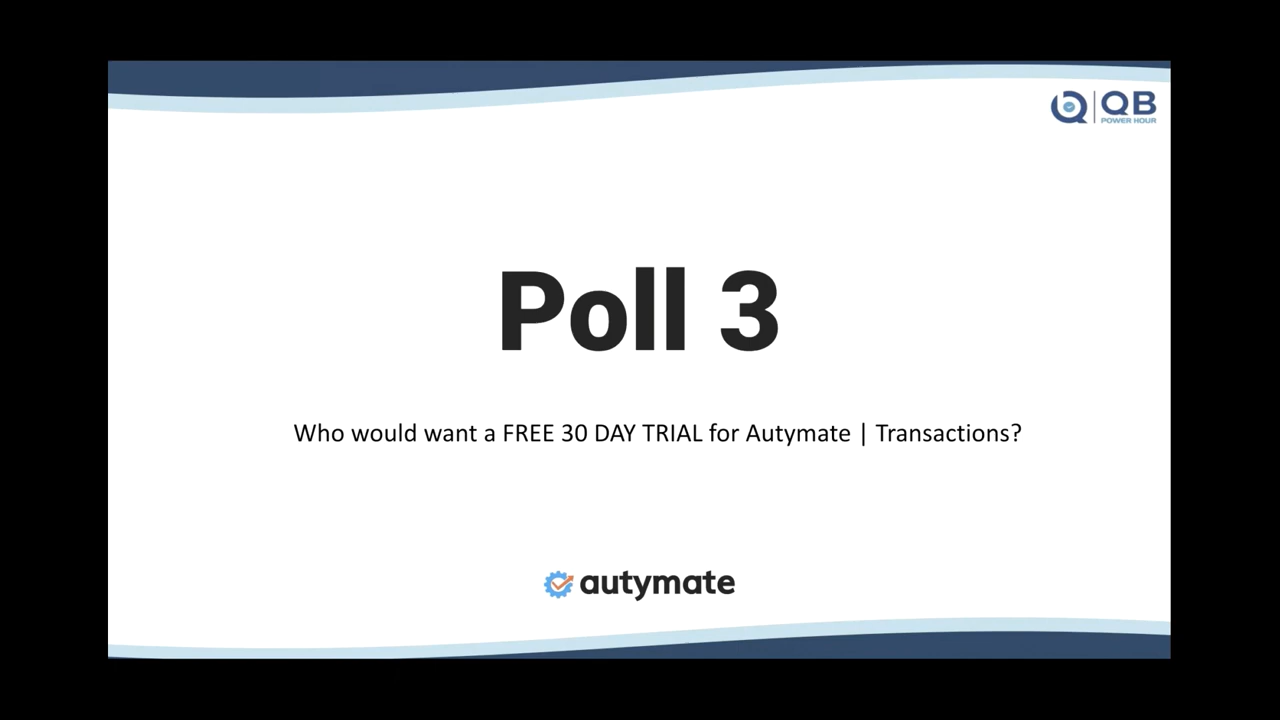 QB
POWER HOUR
Poll 3
Who would want a FREE 30 DAY TRIAL for Autymate | Transactions?
autymate